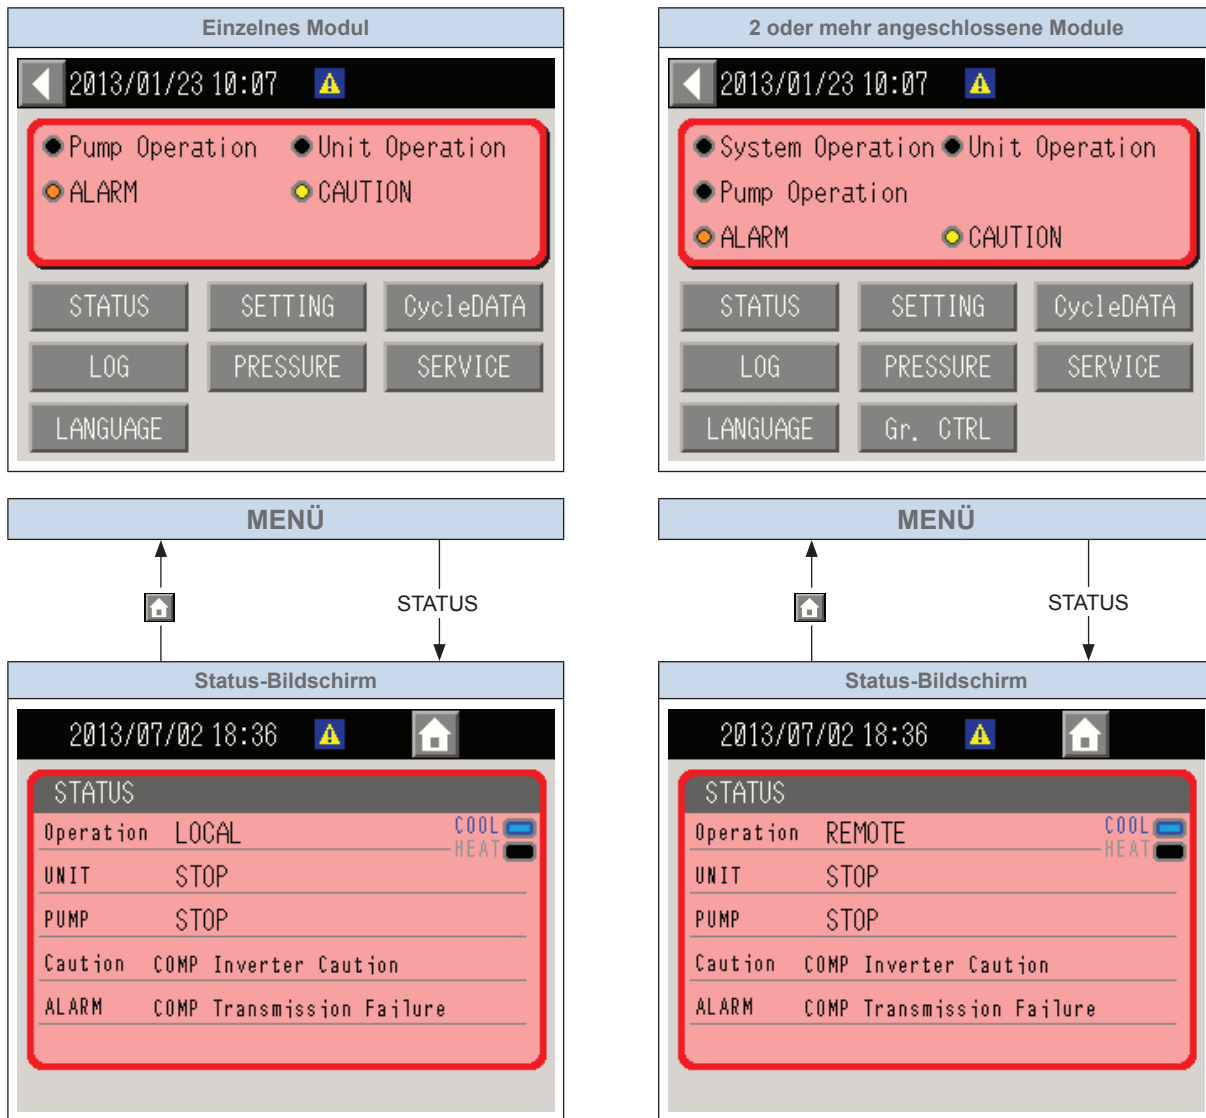 Einzelnes Modul
2013/01/23 10:07
Pump Operation Unit Operation
ALARM CAUTION
STATUS SETTING CycleDATA
LOG PRESSURE SERVICE
LANGUAGE
MENÜ
STATUS
Status-Bildschirm
2013/07/02 18:36
STATUS
Operation LOCAL COOL
HEAT
UNIT STOP
PUMP STOP
Caution COMP Inverter Caution
ALARM COMP Transmission Failure
2 oder mehr angeschlossene Module
2013/01/23 10:07
System Operation Unit Operation
Pump Operation
ALARM CAUTION
STATUS SETTING CycleDATA
LOG PRESSURE SERVICE
LANGUAGE Gr. CTRL
MENÜ
STATUS
Status-Bildschirm
2013/07/02 18:36
STATUS
Operation REMOTE COOL
HEAT
UNIT STOP
PUMP STOP
Caution COMP Inverter Caution
ALARM COMP Transmission Failure